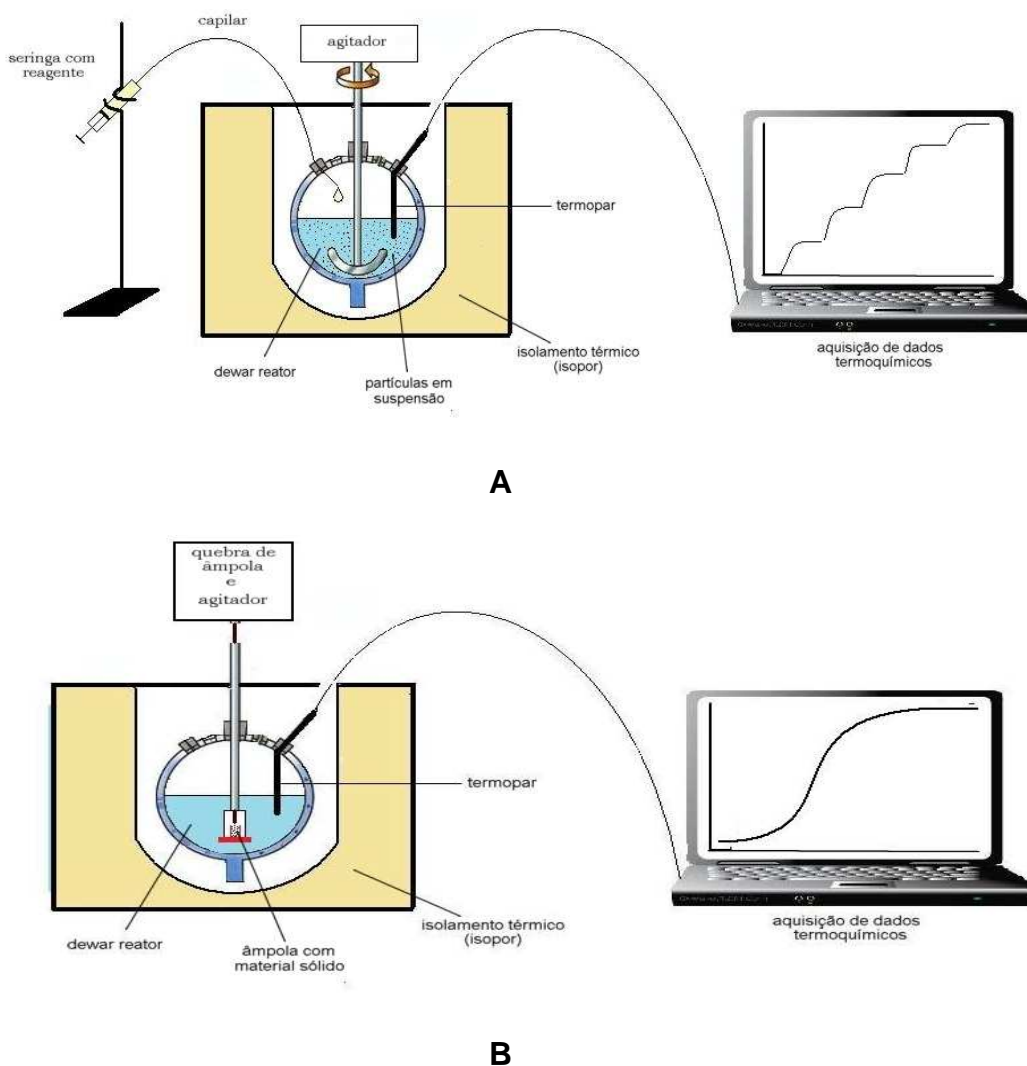 capilar
seringa com
reagente
agitador
termopar
isolamento térmico
(isopor)
dewar reator
partículas em
suspensão
aquisição de dados
termoquímicos
A
quebra de
âmpola
e
agitador
termopar
isolamento térmico
(isopor)
dewar reator
âmpola com
material sólido
aquisição de dados
termoquímicos
B